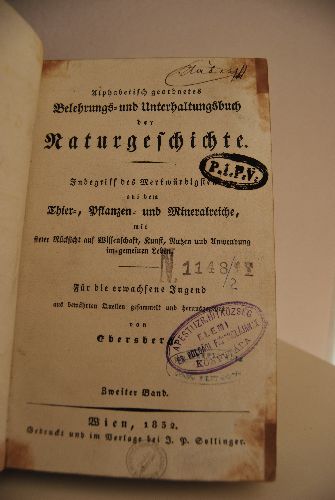 Alphabetisch geordnetes
Belehrungs- und Unterhaltungsbuch
der
Naturgeschichte.
Inbegriff des Merkwürdigsten
aus dem
Thier-, Pflanzen- und Mineralreiche,
mit
steter Rücksicht auf Wissenschaft, Kunst, Nutzen und Anwendung
im gemeinen Leben.
Für die erwachsene Jugend
aus bewährten Quellen gesammelt und
von
Ebersberg
Zweiter Band.
Wien, 1832.
Gedruckt und im Verlage bei J. P. Sollinger.
P.I.P.V.
N. 1148
2
KÖNYVTÁRA